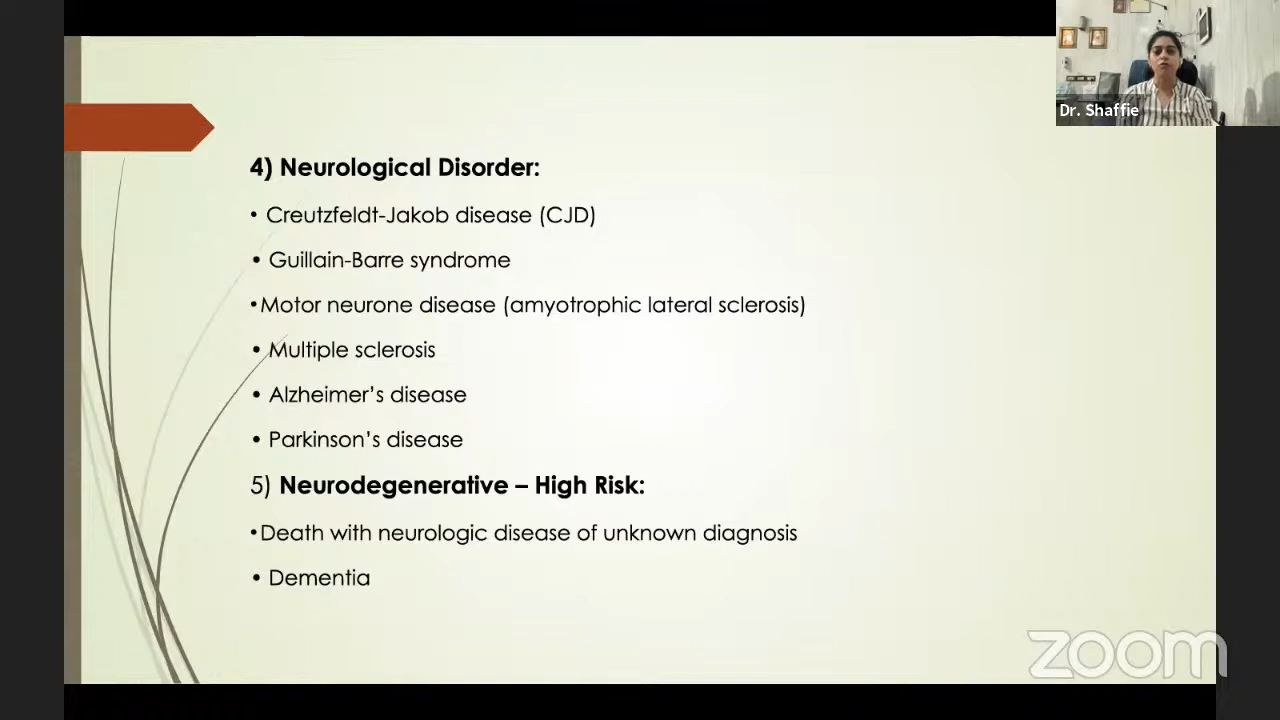 Dr. Shaffie
4) Neurological Disorder:
• Creutzfeldt-Jakob disease (CJD)
• Guillain-Barre syndrome
•Motor neurone disease (amyotrophic lateral sclerosis)
• Multiple sclerosis
• Alzheimer’s disease
• Parkinson’s disease
5) Neurodegenerative – High Risk:
•Death with neurologic disease of unknown diagnosis
• Dementia
zoom